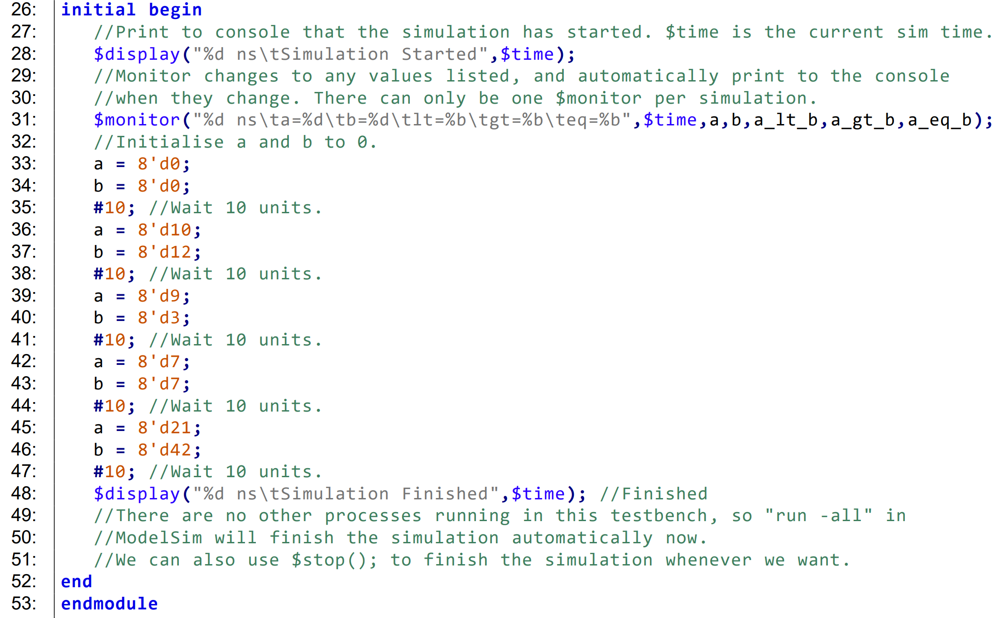 26: initial begin
27: //Print to console that the simulation has started. $time is the current sim time.
28: $display("%d ns\tSimulation Started",$time);
29: //Monitor changes to any values listed, and automatically print to the console
30: //when they change. There can only be one $monitor per simulation.
31: $monitor("%d ns\ta=%d\tb=%d\tlt=%b\tgt=%b\teq=%b",$time,a,b,a_lt_b,a_gt_b,a_eq_b);
32: //Initialise a and b to 0.
33: a = 8'd0;
34: b = 8'd0;
35: #10; //Wait 10 units.
36: a = 8'd10;
37: b = 8'd12;
38: #10; //Wait 10 units.
39: a = 8'd9;
40: b = 8'd3;
41: #10; //Wait 10 units.
42: a = 8'd7;
43: b = 8'd7;
44: #10; //Wait 10 units.
45: a = 8'd21;
46: b = 8'd42;
47: #10; //Wait 10 units.
48: $display("%d ns\tSimulation Finished",$time); //Finished
49: //There are no other processes running in this testbench, so "run -all" in
50: //ModelSim will finish the simulation automatically now.
51: //We can also use $stop(); to finish the simulation whenever we want.
52: end
53: endmodule